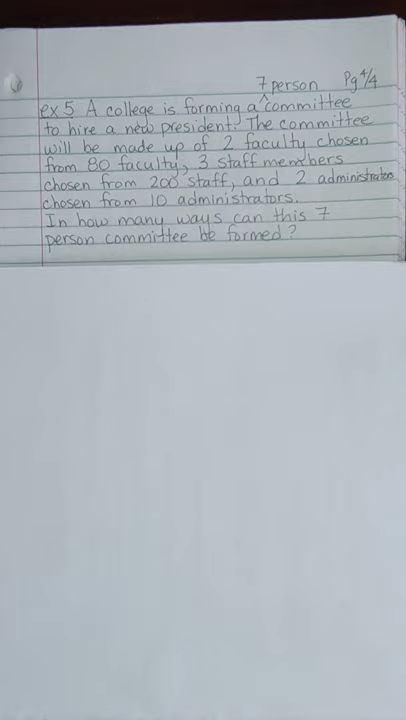 7 person Pg 4/4
ex 5 A college is forming a ^ committee
to hire a new president. The committee
will be made up of 2 faculty chosen
from 80 faculty, 3 staff members
chosen from 200 staff, and 2 administrators
chosen from 10 administrators.
In how many ways can this 7
person committee be formed?